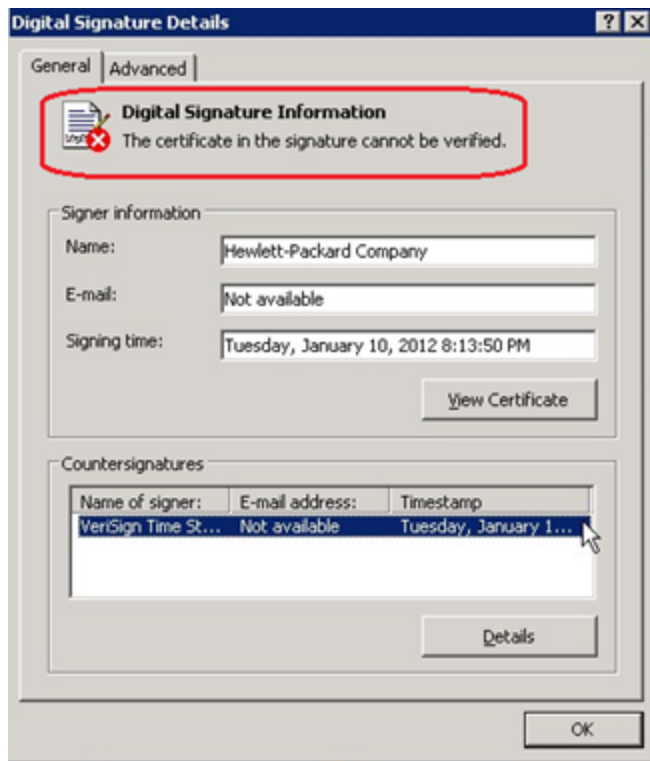 Digital Signature Details
General Advanced
Digital Signature Information
The certificate in the signature cannot be verified.
Signer information
Name: Hewlett-Packard Company
E-mail: Not available
Signing time: Tuesday, January 10, 2012 8:13:50 PM
View Certificate
Countersignatures
Name of signer: E-mail address: Timestamp
VeriSign Time St... Not available Tuesday, January 1...
Details
OK